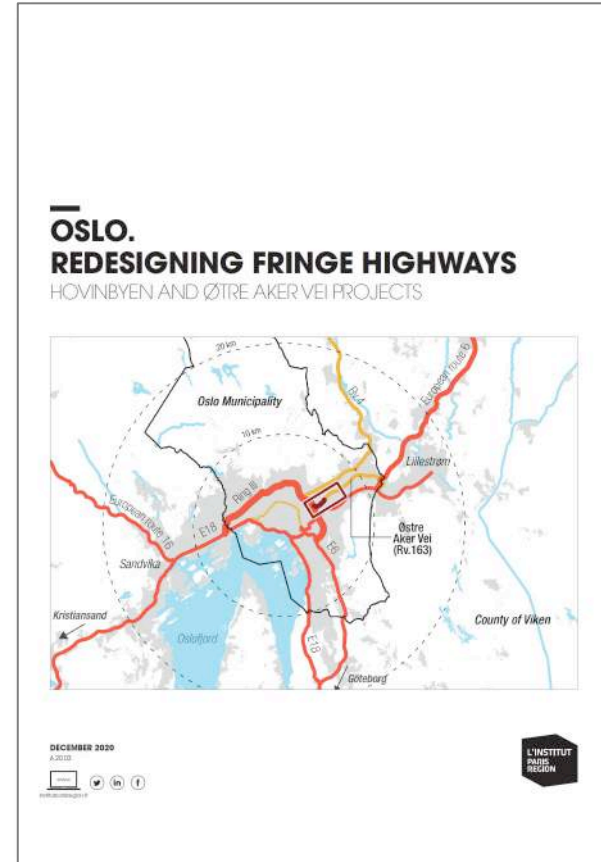 OSLO.
REDESIGNING FRINGE HIGHWAYS
HOVINBYEN AND ØTRE AKER VEI PROJECTS
20 km
10 km
Oslo Municipality
Rv4
European route 6
Ring III
Lillestrøm
European route 16
E18
Østre
Aker Vei
(Rv.163)
E6
Sandvika
Kristiansand
Oslofjord
E18
County of Viken
Göteborg
DECEMBER 2020
L'INSTITUT
PARIS
REGION